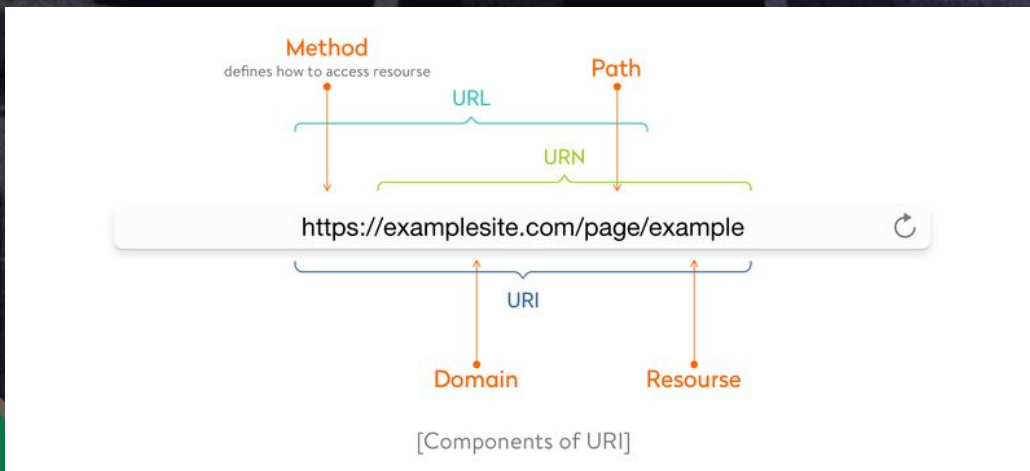 Method
defines how to access resourse
Path
URL
URN
https://examplesite.com/page/example
URI
Domain
Resourse
[Components of URI]